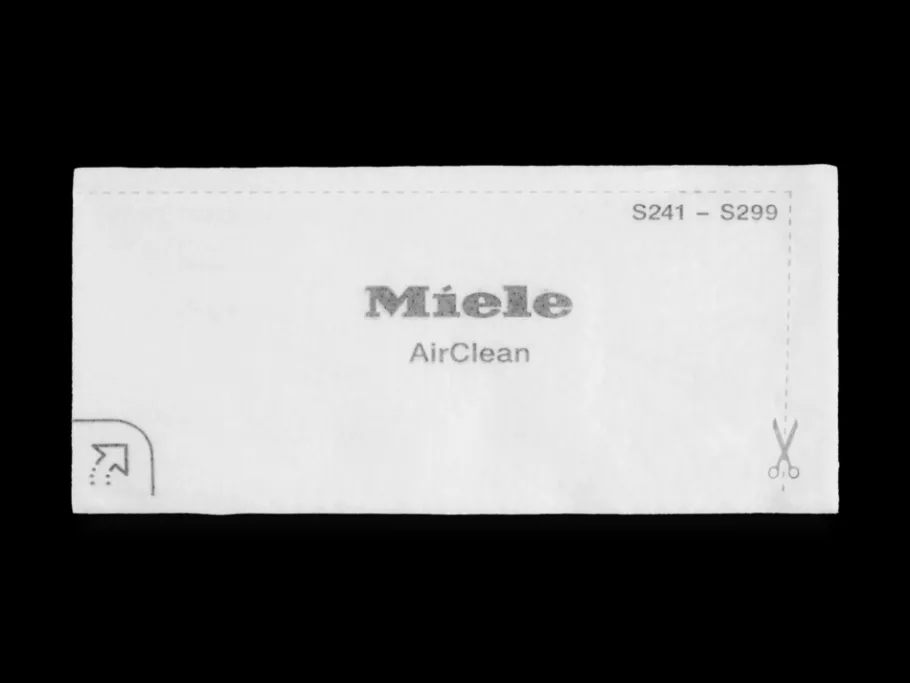 S241 – S299
Miele
AirClean